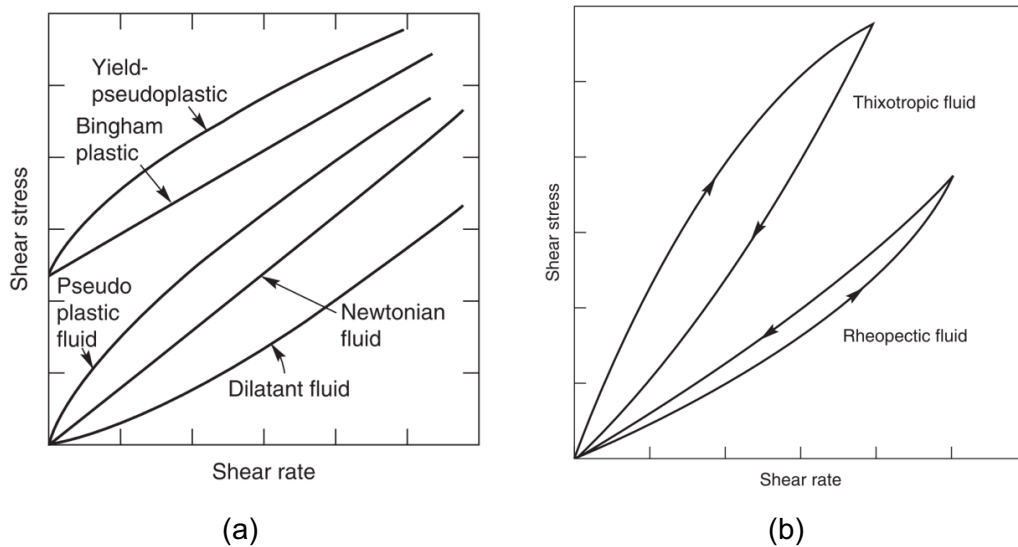 Yield-
pseudoplastic
Bingham
plastic
Pseudo
plastic
fluid
Newtonian
fluid
Dilatant fluid
Shear stress
Shear rate
(a)
Thixotropic fluid
Rheopectic fluid
Shear stress
Shear rate
(b)